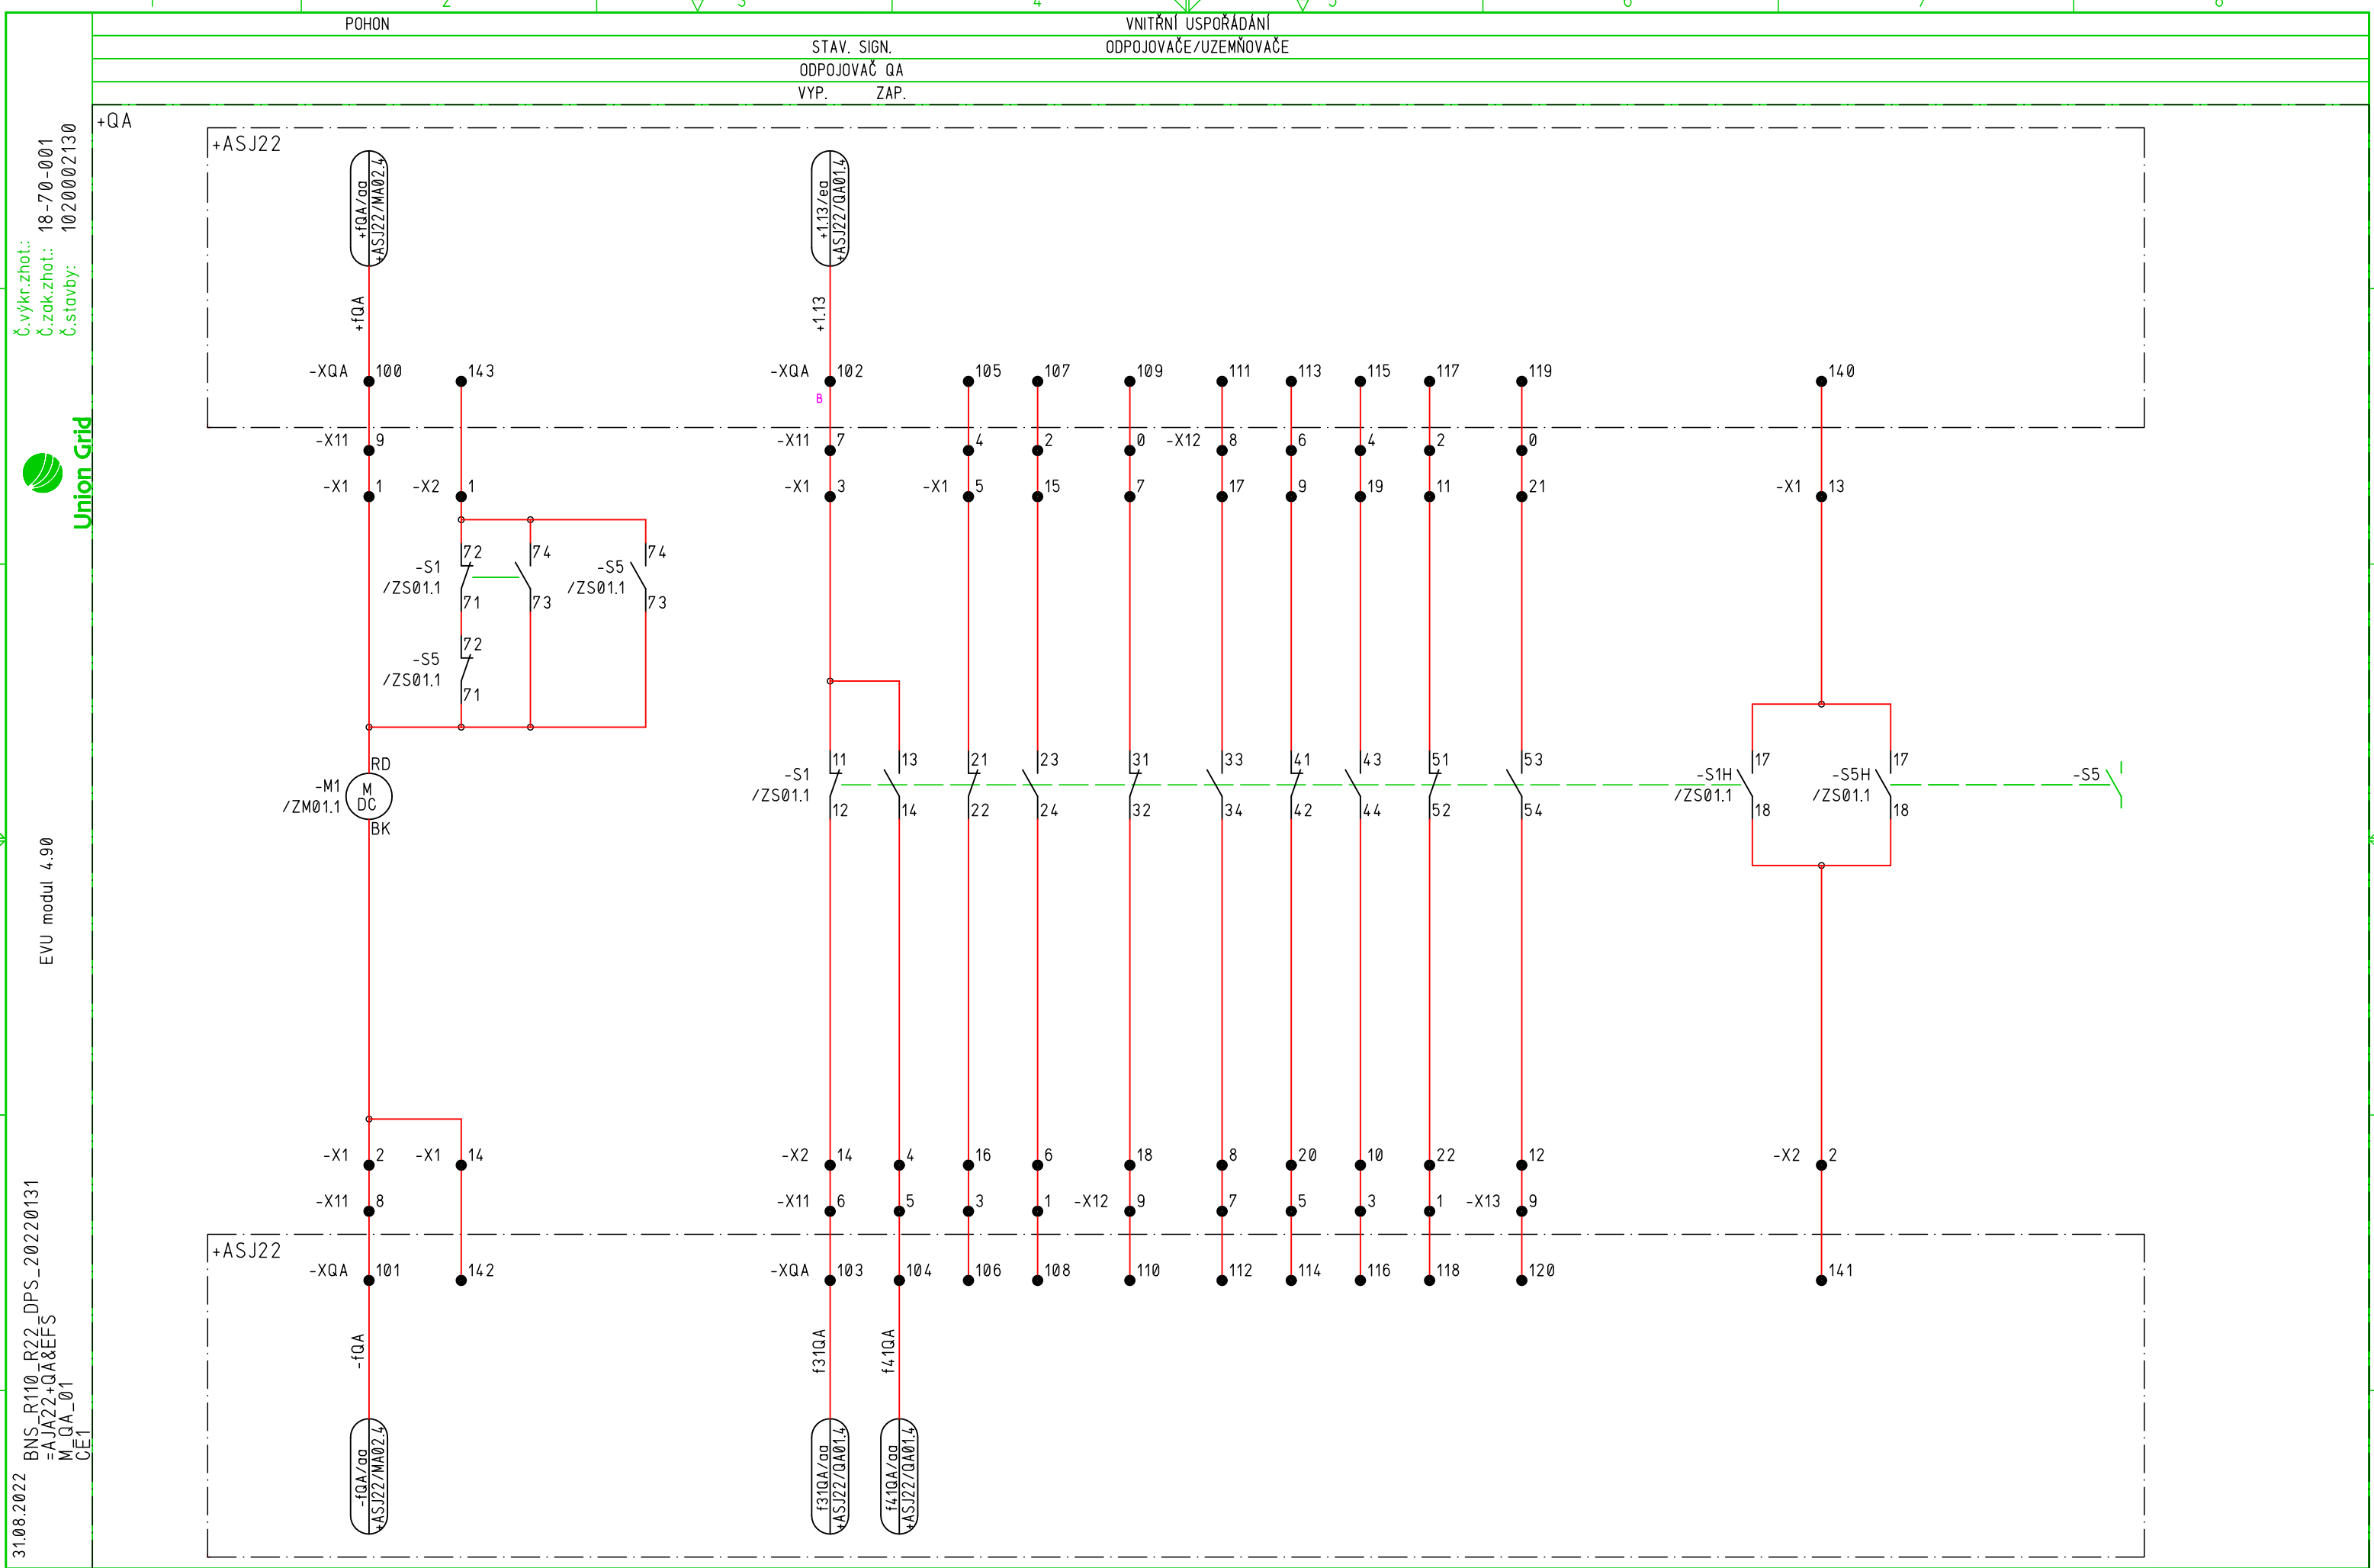 1 2 3 4 5 6 7 8
POHON VNITŘNÍ USPOŘÁDÁNÍ
STAV. SIGN. ODPOJOVAČE/UZEMŇOVAČE
ODPOJOVAČ QA
VYP. ZAP.
Č.výkr.zhot.:
Č.zak.zhot.: 18-70-001
Č.stavby: 10200002130
Union Grid
EVU modul 4.90
BNS_R110_R22_DPS_20220131
=AJA22+QA&EFS
M_QA_01
CE1
31.08.2022
+QA
+ASJ22
+fQA/aa
+ASJ22/MA02.4
+1.13/ea
+ASJ22/QA01.4
+fQA
+1.13
-XQA 100 143 -XQA 102 105 107 109 111 113 115 117 119 140
B
-X11 9 -X11 7 4 2 0 -X12 8 6 4 2 0
-X1 1 -X2 1 -X1 3 -X1 5 15 7 17 9 19 11 21 -X1 13
72 74 74
-S1 -S5
/ZS01.1 /ZS01.1
71 73 73
72
-S5
/ZS01.1
71
RD 11 13 21 23 31 33 41 43 51 53 17 17
-M1 M -S1 -S1H -S5H -S5
/ZM01.1 DC /ZS01.1 /ZS01.1 /ZS01.1
BK 12 14 22 24 32 34 42 44 52 54 18 18
-X1 2 -X1 14 -X2 14 4 16 6 18 8 20 10 22 12 -X2 2
-X11 8 -X11 6 5 3 1 -X12 9 7 5 3 1 -X13 9
+ASJ22
-XQA 101 142 -XQA 103 104 106 108 110 112 114 116 118 120 141
-fQA
f31QA
f41QA
-fQA/aa
+ASJ22/MA02.4
f31QA/aa
+ASJ22/QA01.4
f41QA/aa
+ASJ22/QA01.4